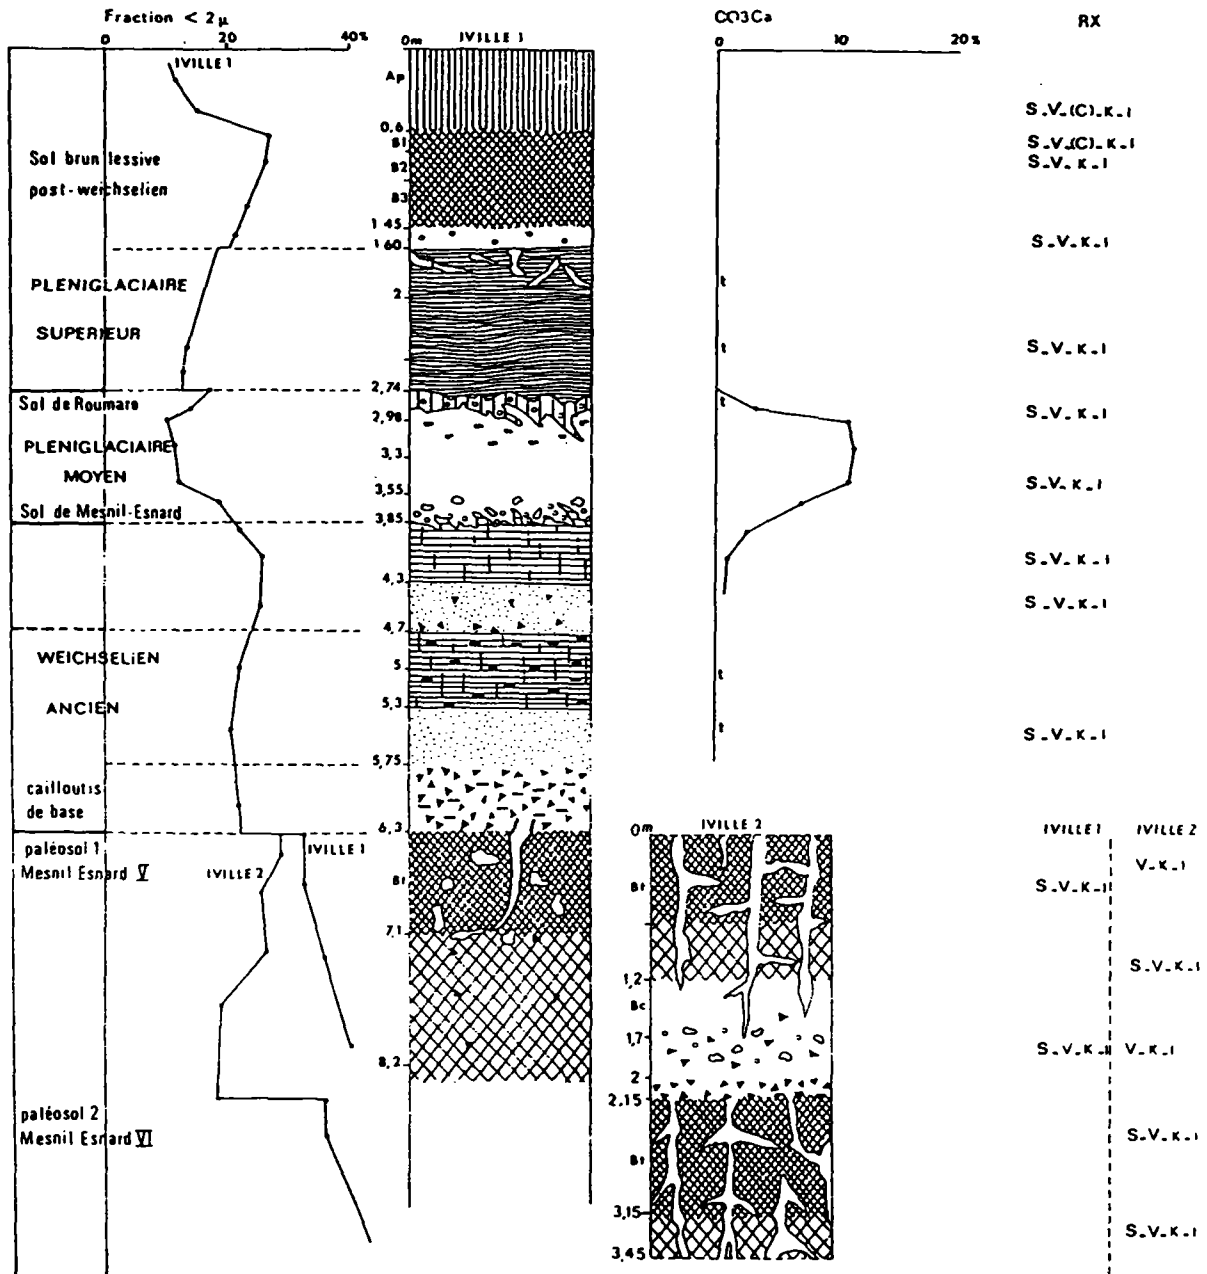 Fraction < 2 µ
0 20 40%
IVILLE 1
0m IVILLE 1
CO3Ca
0 10 20%
RX
Ap
0,6
B1
B2
B3
1.45
1.60
2
2,74
2,98
3,3
3,55
3,85
4,3
4,7
5
5,3
5,75
6,3
Bt
7,1
8,2
Sol brun lessive
post-weichselien
PLENIGLACIAIRE
SUPERIEUR
Sol de Roumare
PLENIGLACIAIRE
MOYEN
Sol de Mesnil-Esnard
WEICHSELIEN
ANCIEN
cailloutis
de base
paléosol 1
Mesnil Esnard V
IVILLE 2
IVILLE 1
paléosol 2
Mesnil Esnard VI
t
t
t
t
t
S-V-(C)-K-I
S-V-(C)-K-I
S-V-K-I
S-V-K-I
S-V-K-I
S-V-K-I
S-V-K-I
S-V-K-I
S-V-K-I
S-V-K-I
0m IVILLE 2
Bt
1,2
Bc
1,7
2
2,15
Bt
3,15
3,45
IVILLE 1 IVILLE 2
V-K-I
S-V-K-I
S-V-K-I
S-V-K-I V-K-I
S-V-K-I
S-V-K-I